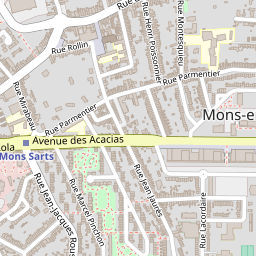 Rue Rollin
Rue Henri Poissonnier
Rue Montesquieu
Rue Parmentier
Rue Mirabeau
Rue Parmentier
Mons-e
Avenue des Acacias
ola
Mons Sarts
Rue Jean-Jacques Rous
Rue Marcel Pinchon
Rue Jean Jaurès
Rue Lacordaire